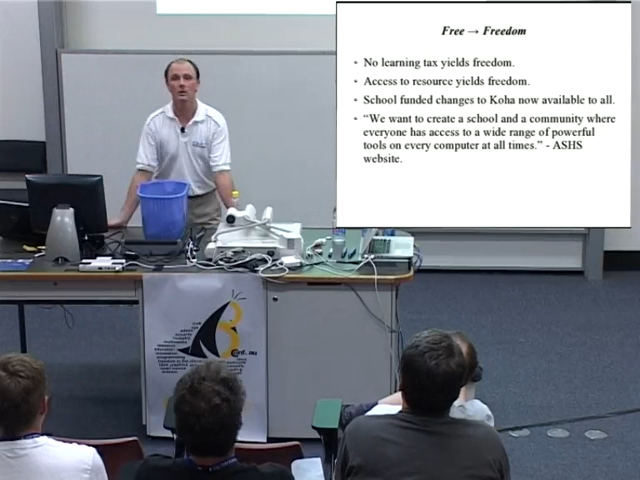 Free → Freedom
• No learning tax yields freedom.
• Access to resource yields freedom.
• School funded changes to Koha now available to all.
• “We want to create a school and a community where
everyone has access to a wide range of powerful
tools on every computer at all times.” - ASHS
website.